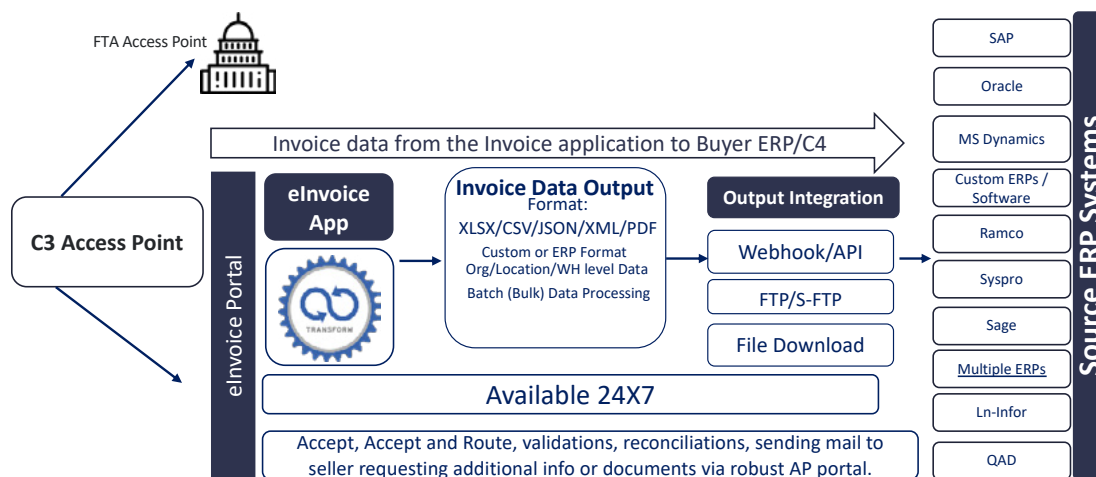 FTA Access Point
C3 Access Point
Invoice data from the Invoice application to Buyer ERP/C4
eInvoice Portal
eInvoice
App
TRANSFORM
Invoice Data Output
Format:
XLSX/CSV/JSON/XML/PDF
Custom or ERP Format
Org/Location/WH level Data
Batch (Bulk) Data Processing
Output Integration
Webhook/API
FTP/S-FTP
File Download
Available 24X7
Accept, Accept and Route, validations, reconciliations, sending mail to
seller requesting additional info or documents via robust AP portal.
SAP
Oracle
MS Dynamics
Custom ERPs /
Software
Ramco
Syspro
Sage
Multiple ERPs
Ln-Infor
QAD
Source ERP Systems